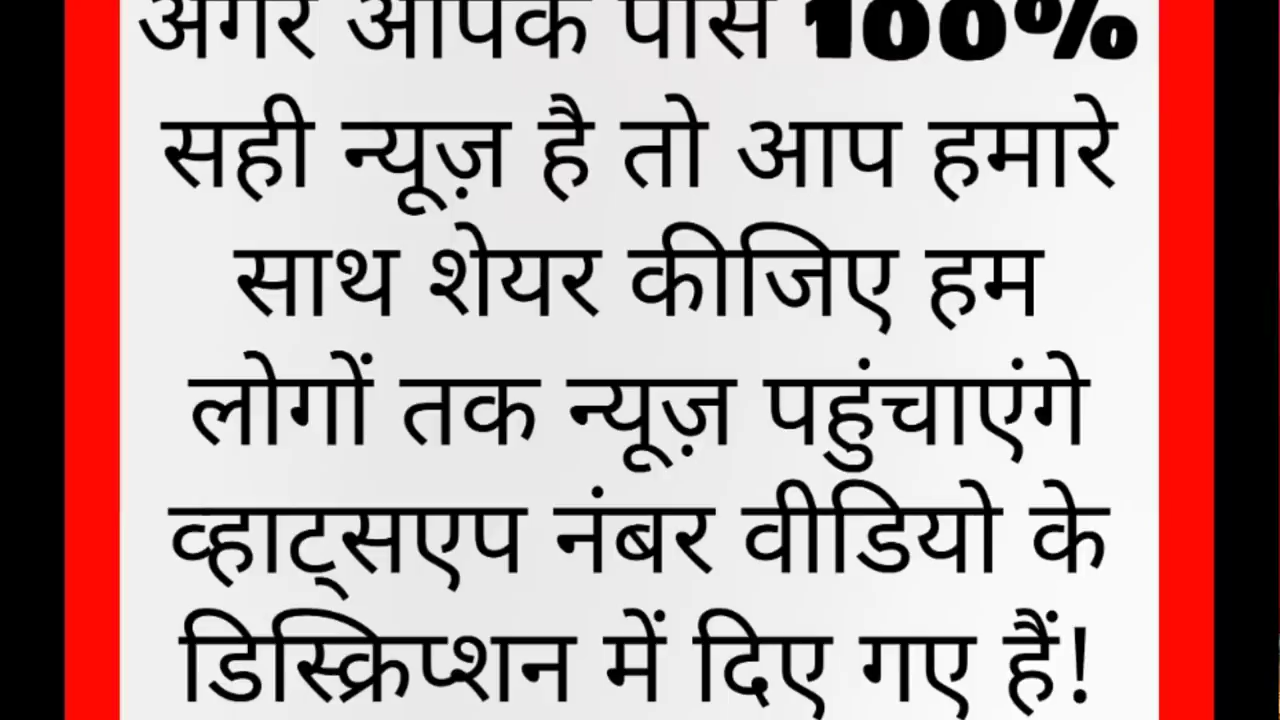 अगर आपके पास 100%
सही न्यूज़ है तो आप हमारे
साथ शेयर कीजिए हम
लोगों तक न्यूज़ पहुंचाएंगे
व्हाट्सएप नंबर वीडियो के
डिस्क्रिप्शन में दिए गए हैं!